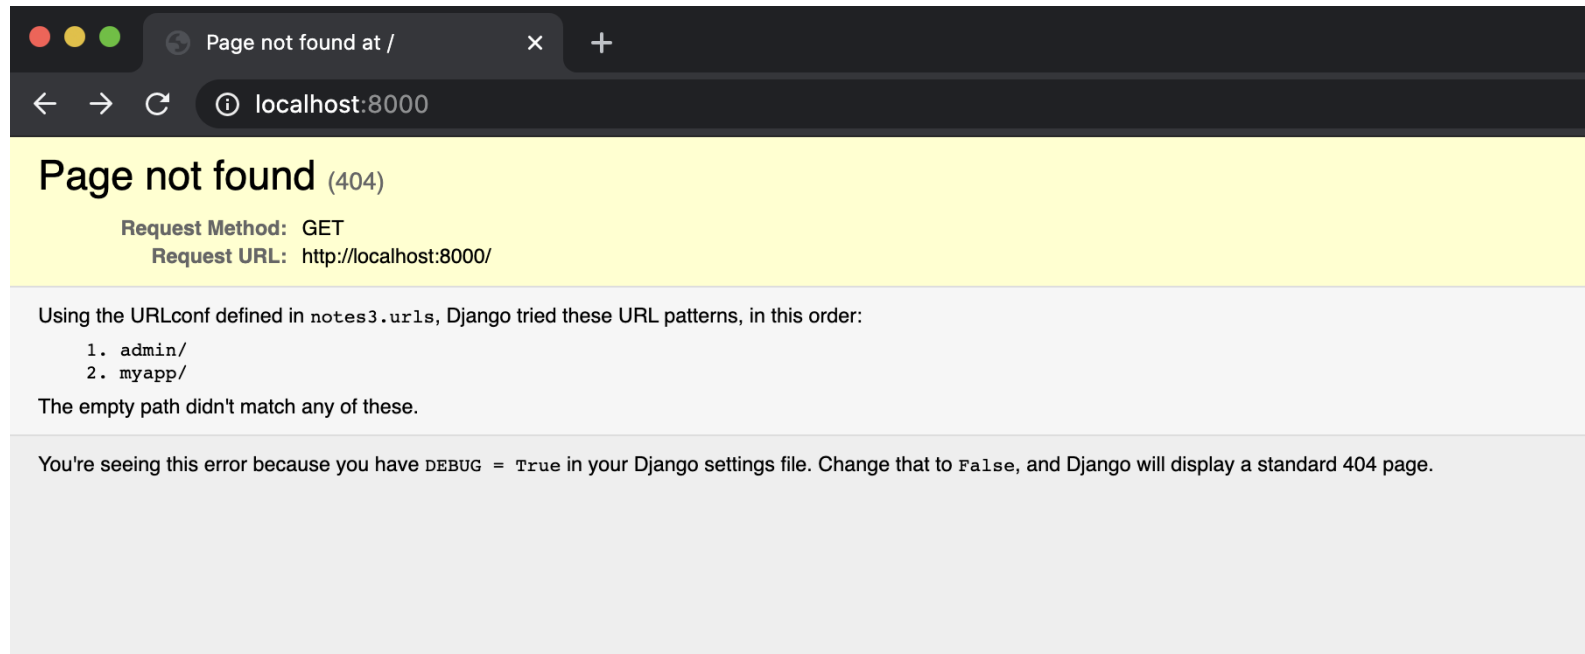 Page not found at /
localhost:8000
Page not found (404)
Request Method: GET
Request URL: http://localhost:8000/
Using the URLconf defined in notes3.urls, Django tried these URL patterns, in this order:
1. admin/
2. myapp/
The empty path didn't match any of these.
You're seeing this error because you have DEBUG = True in your Django settings file. Change that to False, and Django will display a standard 404 page.